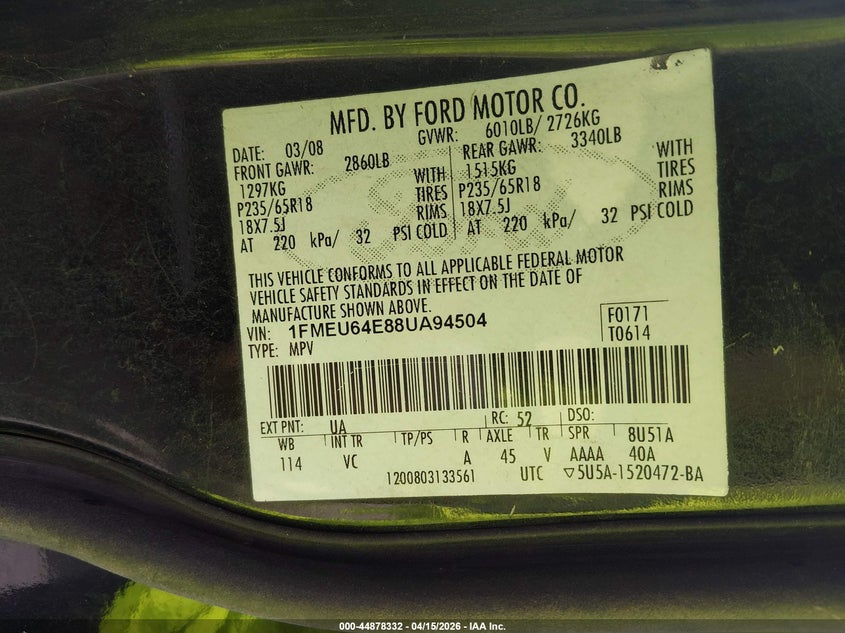 MFD. BY FORD MOTOR CO.
DATE: 03/08 GVWR: 6010LB/ 2726KG
FRONT GAWR: 2860LB REAR GAWR: 3340LB
1297KG WITH 1515KG WITH
P235/65R18 TIRES P235/65R18 TIRES
18X7.5J RIMS 18X7.5J RIMS
AT 220 kPa/ 32 PSI COLD AT 220 kPa/ 32 PSI COLD
THIS VEHICLE CONFORMS TO ALL APPLICABLE FEDERAL MOTOR
VEHICLE SAFETY STANDARDS IN EFFECT ON THE DATE OF
MANUFACTURE SHOWN ABOVE.
VIN: 1FMEU64E88UA94504 F0171
TYPE: MPV T0614
EXT PNT: UA RC: 52 DSO:
WB INT TR TP/PS R AXLE TR SPR 8U51A
114 VC A 45 V AAAA 40A
1200803133561 UTC ▽5U5A-1520472-BA
000-44878332 - 04/15/2026 - IAA Inc.